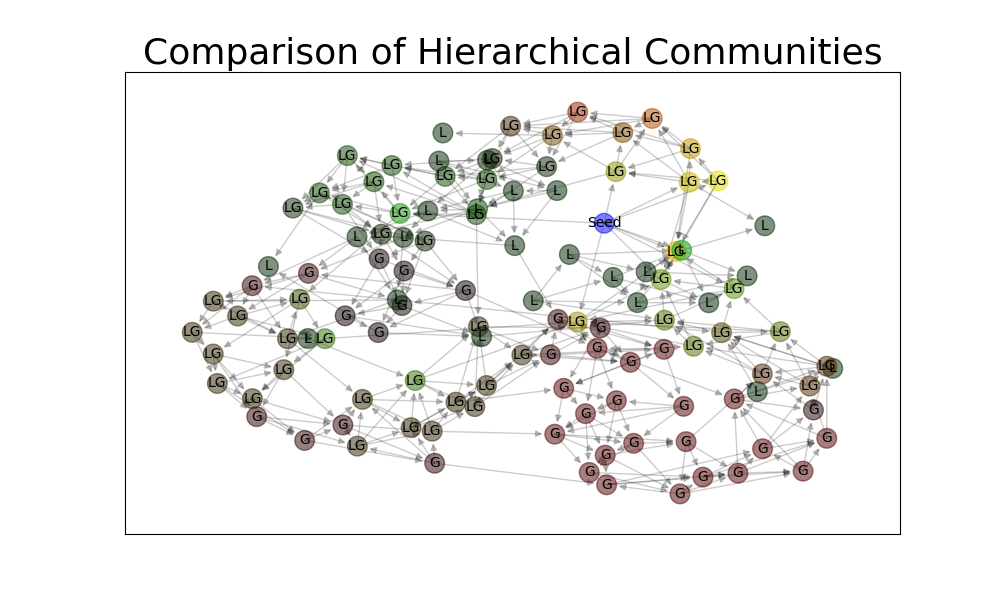 Comparison of Hierarchical Communities
LG LG
LG LG LG
L LG
LG L LG LG
LG LG LG LG
LG LG LG LG LG
LG L L
LG LG LG L
Seed L
L LG L LG
L L
G G L
G G L L LG L
LG LG G LG
LG L L L
LG G G LG LG
LG G LG G LG LG
LG L LG L LG
LG LG G G G G
LG G LG L
LG LG LG G LG L LG
LG LG LG LG G G G G
G G G
G LG LG G
G LG G G G G
G G G
G G G G
G G